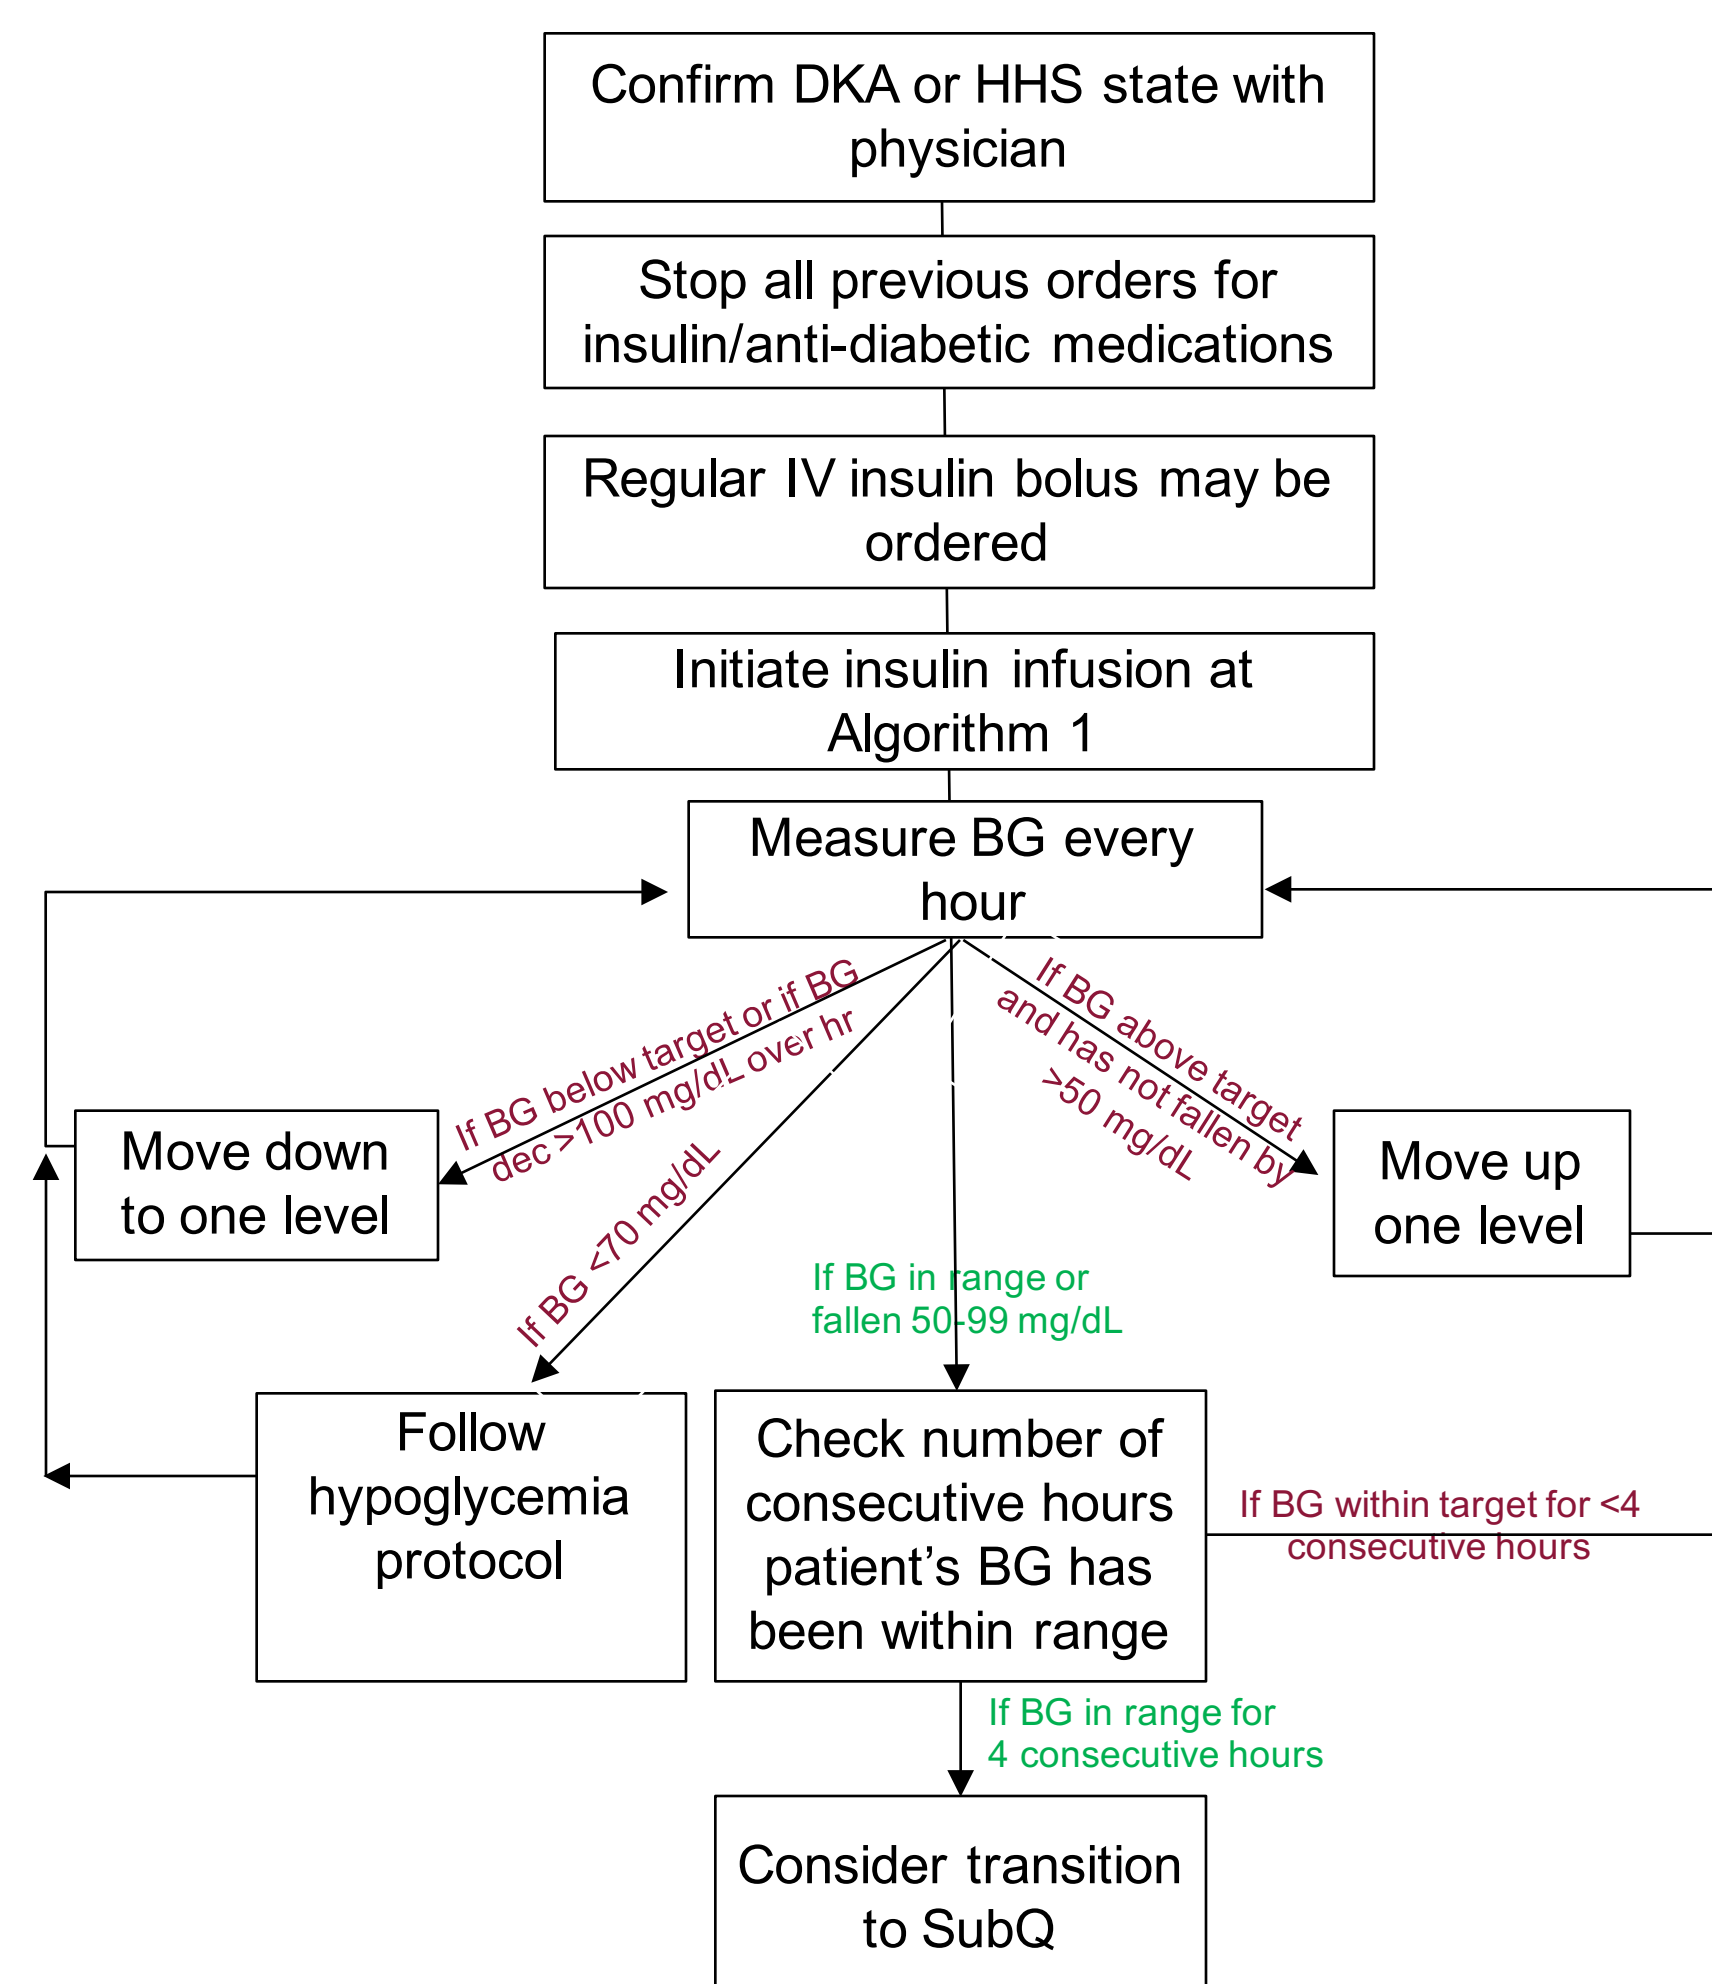 Confirm DKA or HHS state with
physician
Stop all previous orders for
insulin/anti-diabetic medications
Regular IV insulin bolus may be
ordered
Initiate insulin infusion at
Algorithm 1
Measure BG every
hour
If BG below target or if BG
dec >100 mg/dL over hr
If BG <70 mg/dL
If BG above target
and has not fallen by
>50 mg/dL
Move down
to one level
Move up
one level
If BG in range or
fallen 50-99 mg/dL
Follow
hypoglycemia
protocol
Check number of
consecutive hours
patient’s BG has
been within range
If BG within target for <4
consecutive hours
If BG in range for
4 consecutive hours
Consider transition
to SubQ